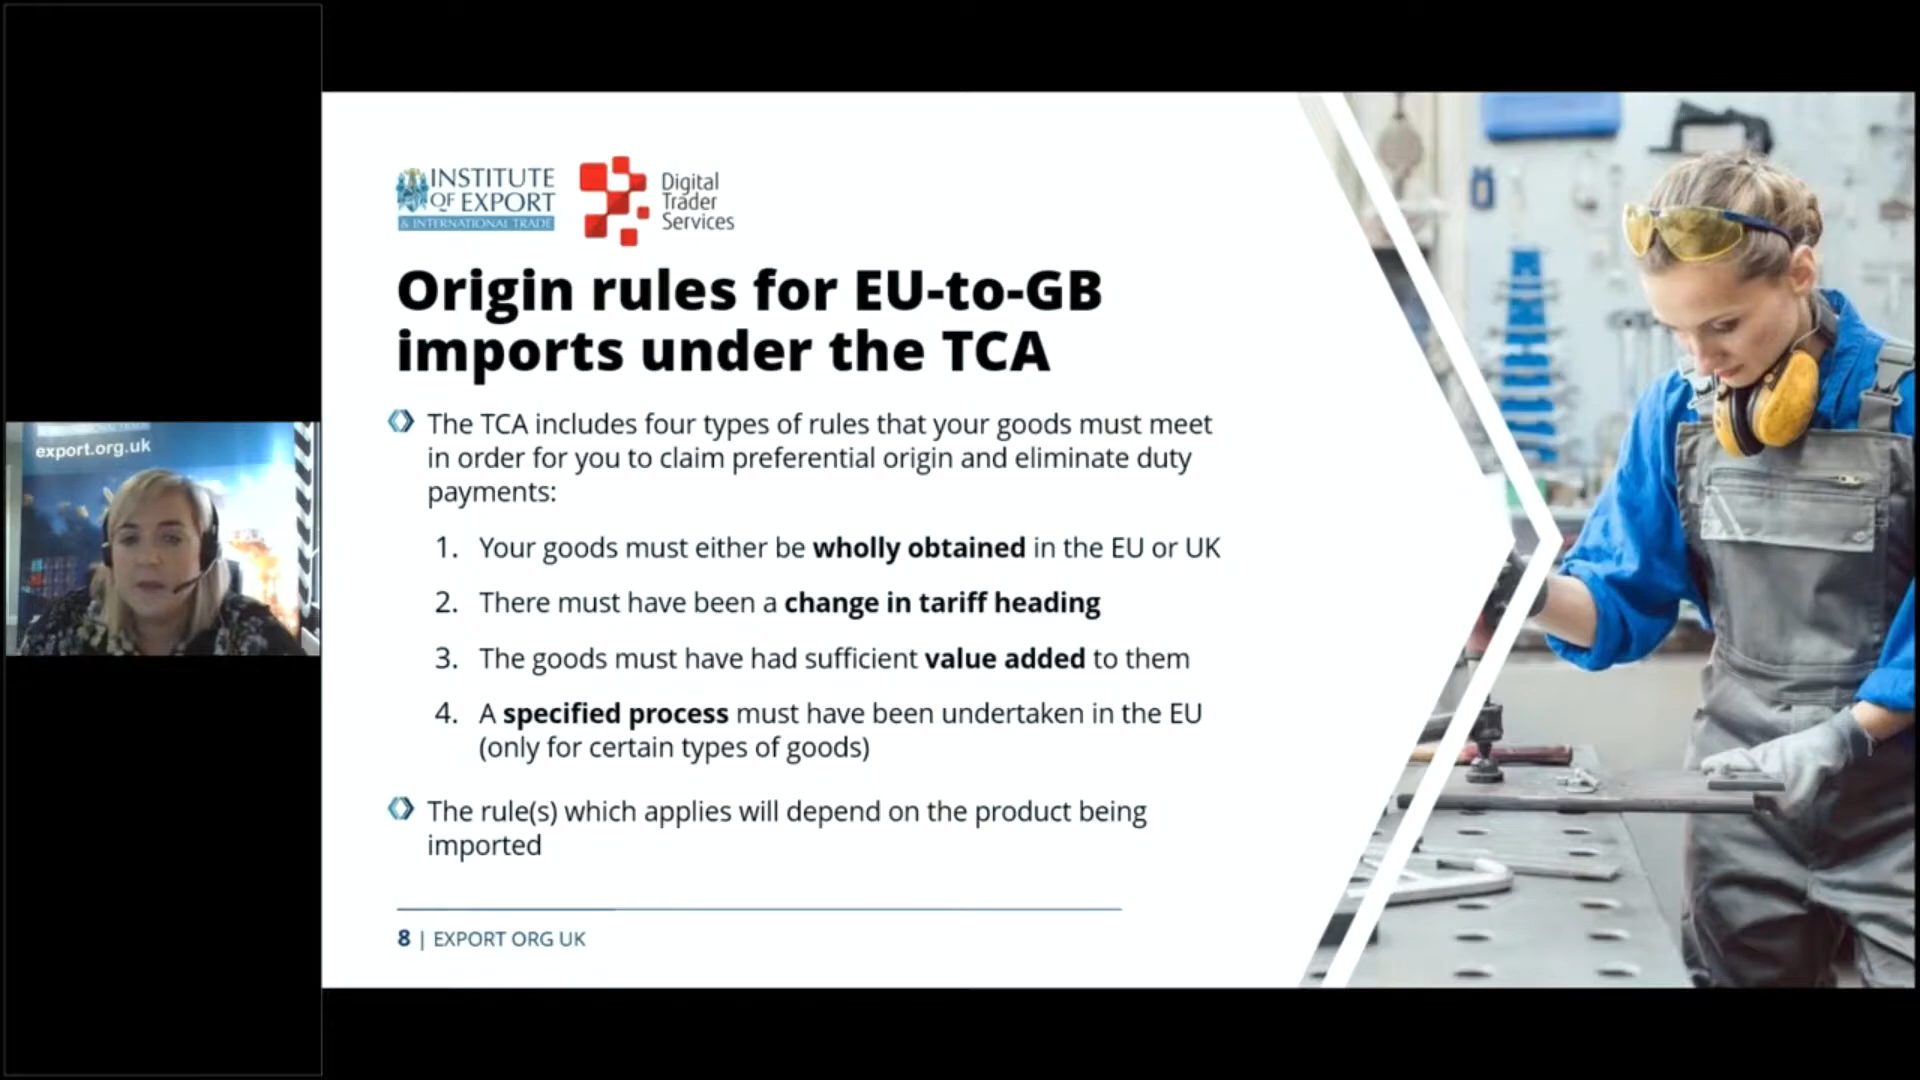 export.org.uk
INSTITUTE
OF EXPORT
& INTERNATIONAL TRADE
Digital
Trader
Services
Origin rules for EU-to-GB
imports under the TCA
The TCA includes four types of rules that your goods must meet
in order for you to claim preferential origin and eliminate duty
payments:
1. Your goods must either be wholly obtained in the EU or UK
2. There must have been a change in tariff heading
3. The goods must have had sufficient value added to them
4. A specified process must have been undertaken in the EU
(only for certain types of goods)
The rule(s) which applies will depend on the product being
imported
8 | EXPORT ORG UK